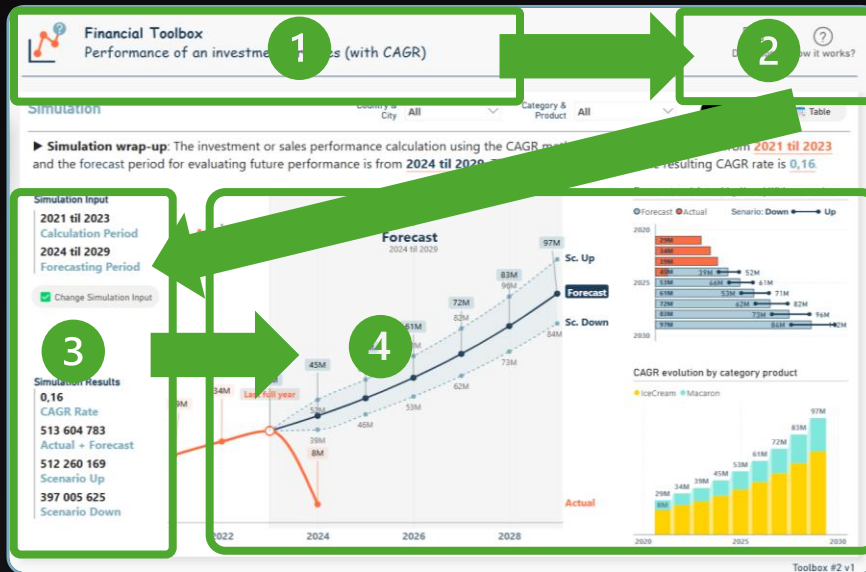 Financial Toolbox
Performance of an investment (with CAGR)
1
2
?
?
ow it works?
Simulation
City
All
Category &
Product
All
Table
▶ Simulation wrap-up: The investment or sales performance calculation using the CAGR from 2021 til 2023
and the forecast period for evaluating future performance is from 2024 til 2029. resulting CAGR rate is 0,16.
Simulation Input
2021 til 2023
Calculation Period
2024 til 2029
Forecasting Period
Change Simulation Input
3
Simulation Results
0,16
CAGR Rate
513 604 783
Actual + Forecast
512 260 169
Scenario Up
397 005 625
Scenario Down
Forecast
2024 til 2029
4
97M
Sc. Up
83M
96M
Forecast
72M
82M
Sc. Down
84M
61M
73M
45M
62M
53M
46M
52M
39M
34M
Last full year
8M
Actual
2022
2024
2026
2028
Forecast
Actual
Senario: Down
Up
2020
29M
34M
39M
45M
39M
52M
2025
53M
46M
61M
61M
53M
71M
72M
62M
82M
83M
73M
96M
97M
84M
2030
CAGR evolution by category product
IceCream
Macaron
97M
83M
72M
61M
53M
45M
39M
34M
29M
8M
2020
2025
2030
Toolbox #2 v1